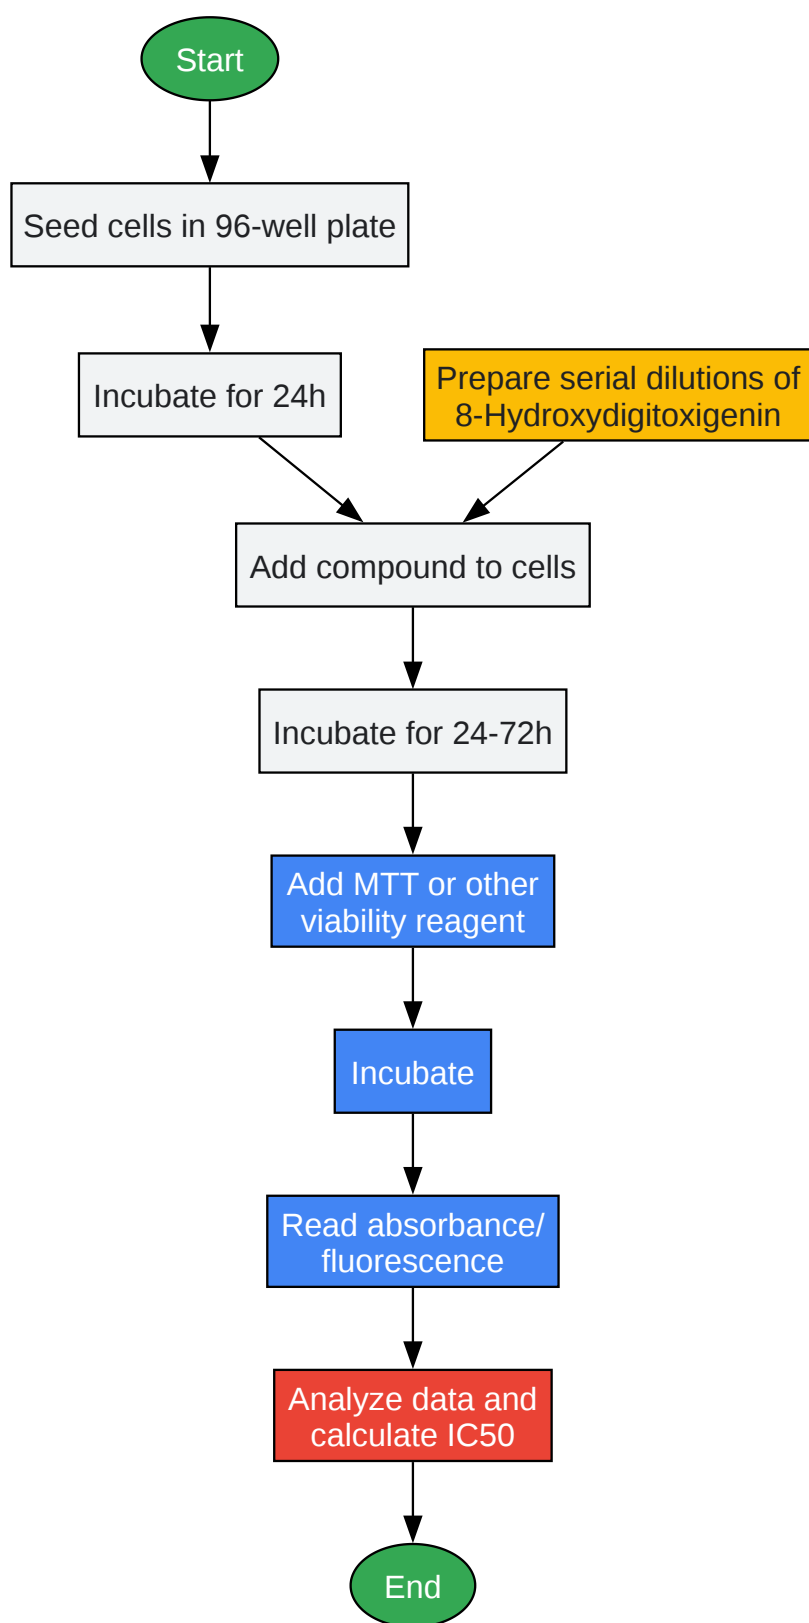 Start
Seed cells in 96-well plate
Incubate for 24h
Prepare serial dilutions of
8-Hydroxydigitoxigenin
Add compound to cells
Incubate for 24-72h
Add MTT or other
viability reagent
Incubate
Read absorbance/
fluorescence
Analyze data and
calculate IC50
End